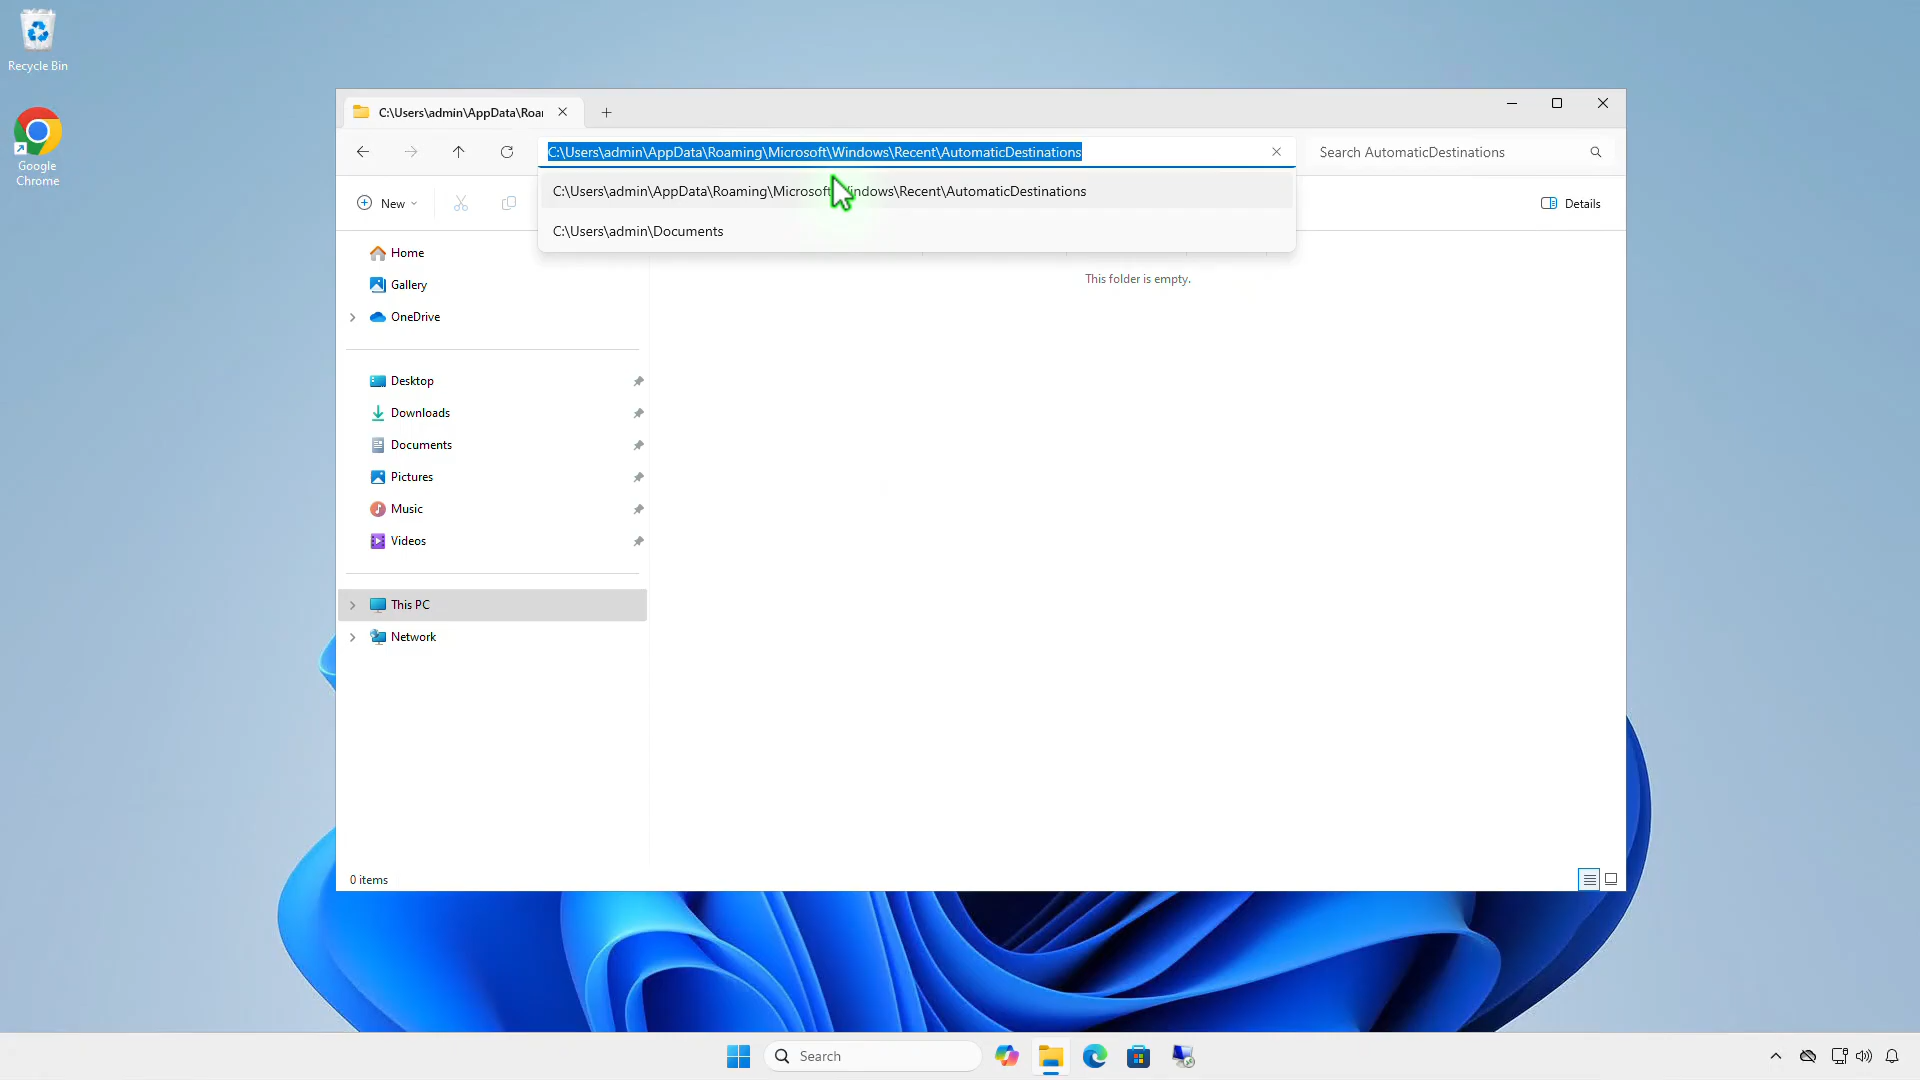 Recycle Bin
Google
Chrome
C:\Users\admin\AppData\Roar
C:\Users\admin\AppData\Roaming\Microsoft\Windows\Recent\AutomaticDestinations
Search AutomaticDestinations
New
C:\Users\admin\AppData\Roaming\Microsoft\Windows\Recent\AutomaticDestinations
Details
C:\Users\admin\Documents
Home
This folder is empty.
Gallery
OneDrive
Desktop
Downloads
Documents
Pictures
Music
Videos
This PC
Network
0 items
Search